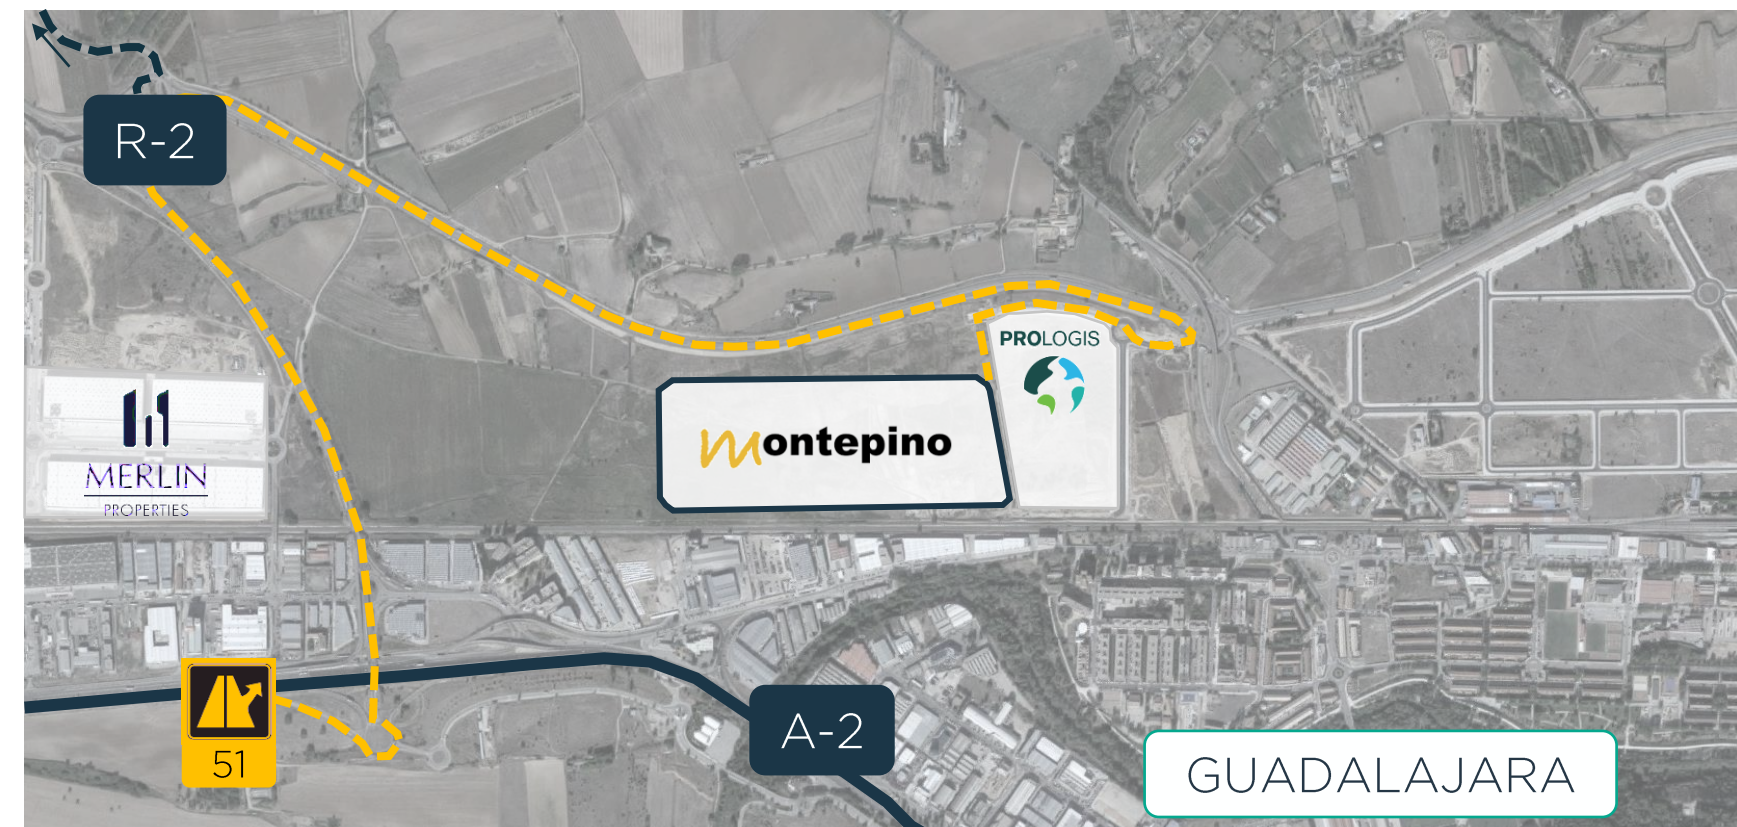 R-2
PROLOGIS
montepino
MERLIN
PROPERTIES
51
A-2
GUADALAJARA